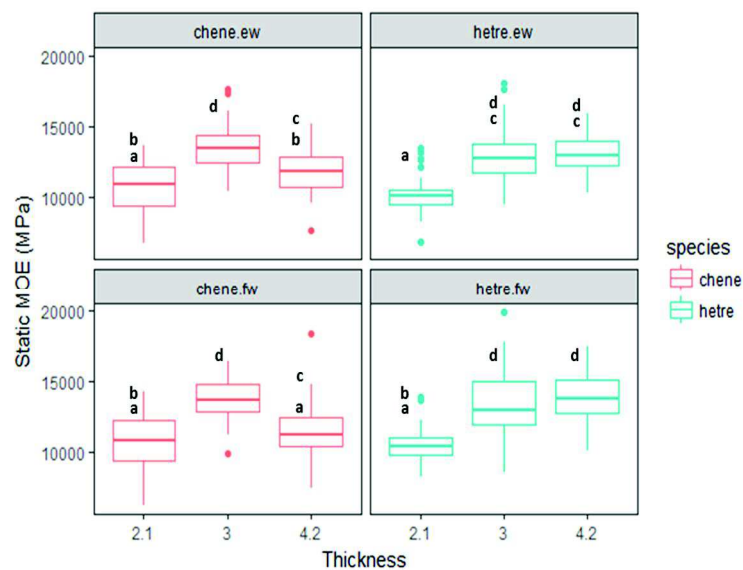 chene.ew
hetre.ew
20000
15000
10000
b
a
d
c
b
a
d
c
d
c
Static MOE (MPa)
species
chene
hetre
chene.fw
hetre.fw
20000
15000
10000
b
a
d
c
a
b
a
d
d
2.1
3
4.2
2.1
3
4.2
Thickness